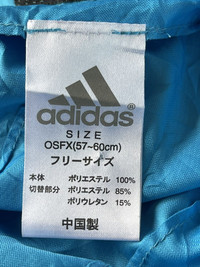 adidas®
SIZE
OSFX(57~60cm)
フリーサイズ
本体 ポリエステル 100%
切替部分 ポリエステル 85%
ポリウレタン 15%
中国製